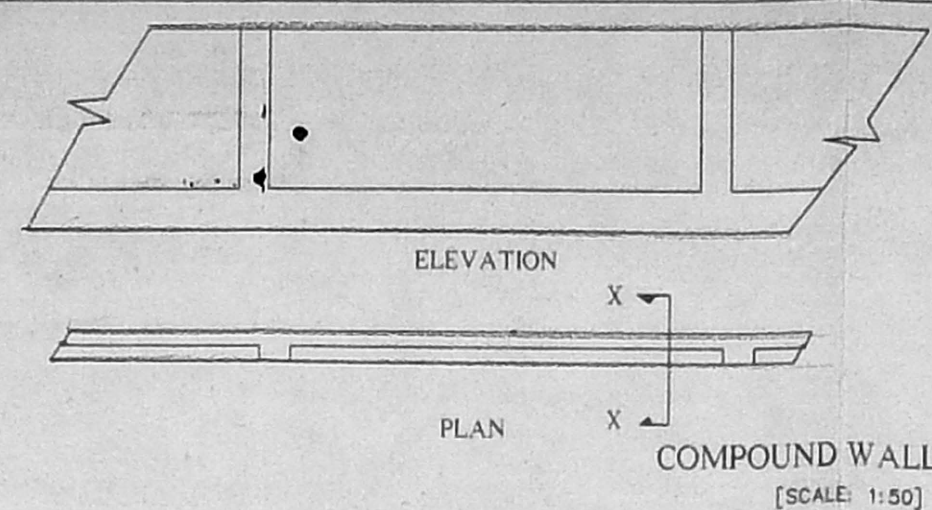 ELEVATION
X
X
PLAN
COMPOUND WALL
[SCALE: 1:50]